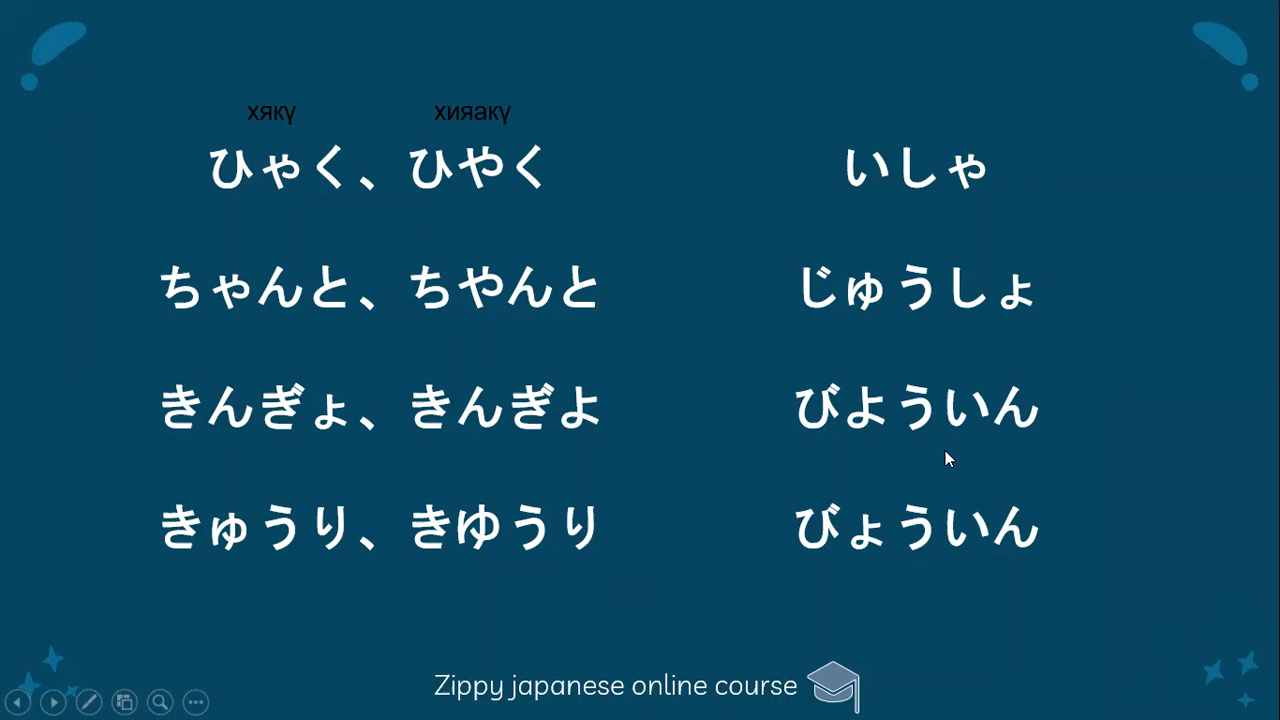 хякү хияакү
ひゃく、ひやく いしゃ
ちゃんと、ちやんと じゅうしょ
きんぎょ、きんぎよ びよういん
きゅうり、きゆうり びょういん
Zippy japanese online course